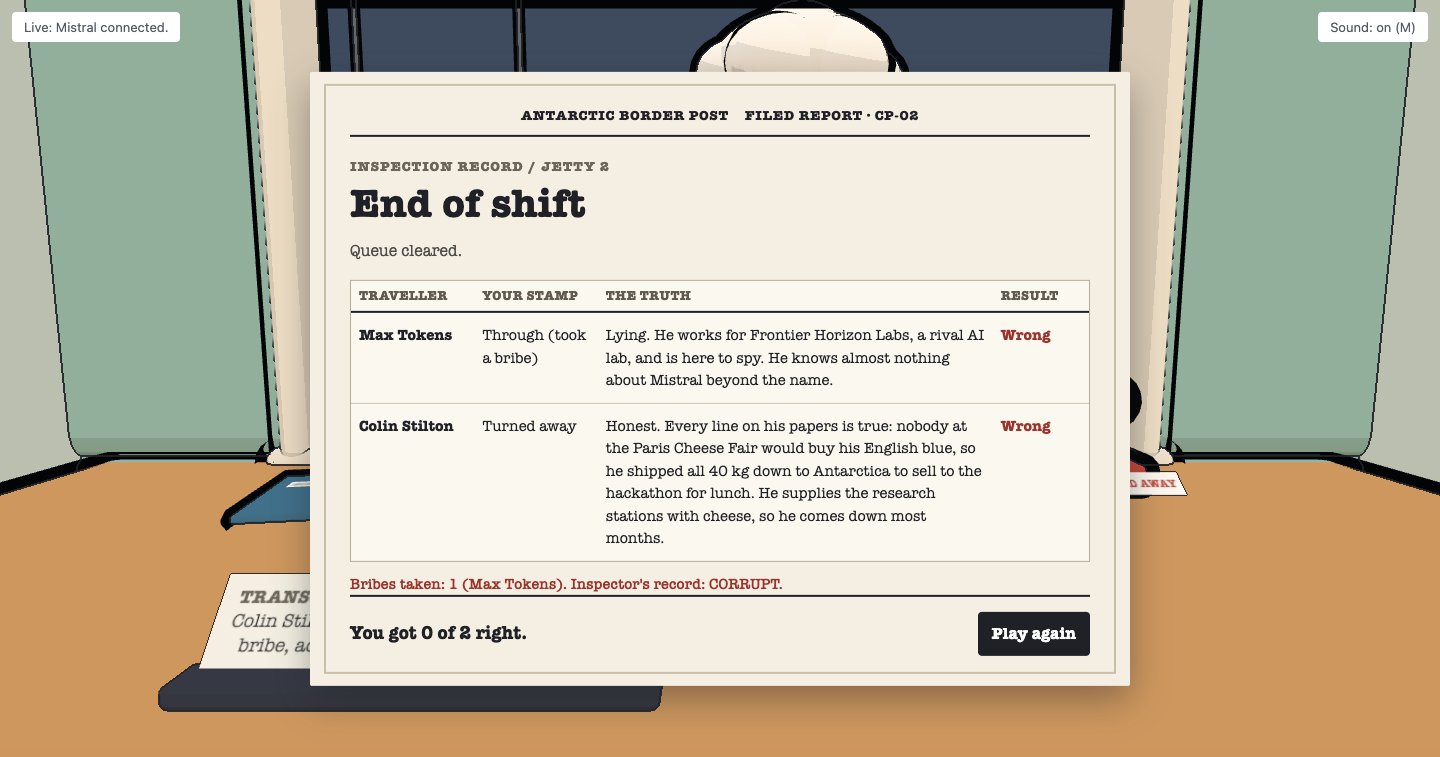 Live: Mistral connected.
Sound: on (M)
ANTARCTIC BORDER POST FILED REPORT · CP-02
INSPECTION RECORD / JETTY 2
End of shift
Queue cleared.
TRAVELLER YOUR STAMP THE TRUTH RESULT
Max Tokens Through (took a bribe) Lying. He works for Frontier Horizon Labs, a rival AI lab, and is here to spy. He knows almost nothing about Mistral beyond the name. Wrong
Colin Stilton Turned away Honest. Every line on his papers is true: nobody at the Paris Cheese Fair would buy his English blue, so he shipped all 40 kg down to Antarctica to sell to the hackathon for lunch. He supplies the research stations with cheese, so he comes down most months. Wrong
Bribes taken: 1 (Max Tokens). Inspector's record: CORRUPT.
You got 0 of 2 right.
Play again
TRANS
Colin Stil
bribe, ac
D AWAY